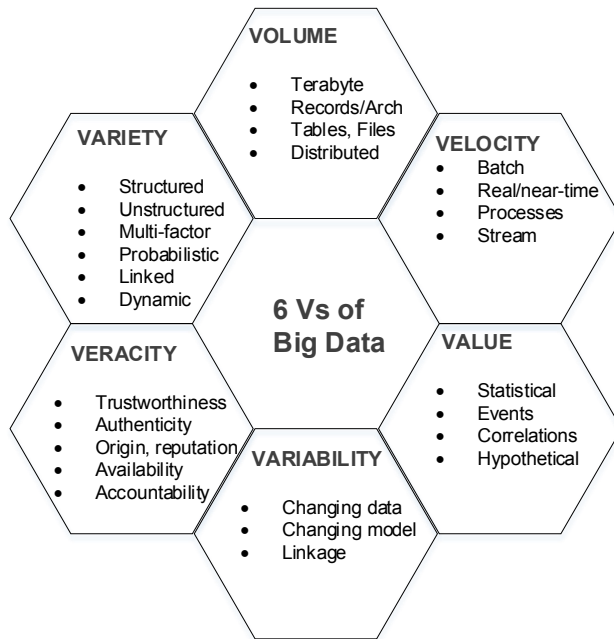 VOLUME
• Terabyte
• Records/Arch
• Tables, Files
• Distributed
VARIETY
• Structured
• Unstructured
• Multi-factor
• Probabilistic
• Linked
• Dynamic
VELOCITY
• Batch
• Real/near-time
• Processes
• Stream
6 Vs of
Big Data
VERACITY
• Trustworthiness
• Authenticity
• Origin, reputation
• Availability
• Accountability
VALUE
• Statistical
• Events
• Correlations
• Hypothetical
VARIABILITY
• Changing data
• Changing model
• Linkage